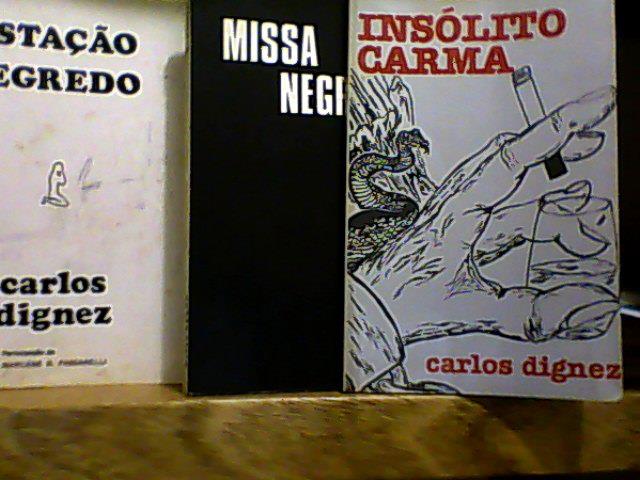 STAÇÃO
EGREDO
carlos
dignez
MISSA
NEGR
INSÓLITO
CARMA
carlos dignez